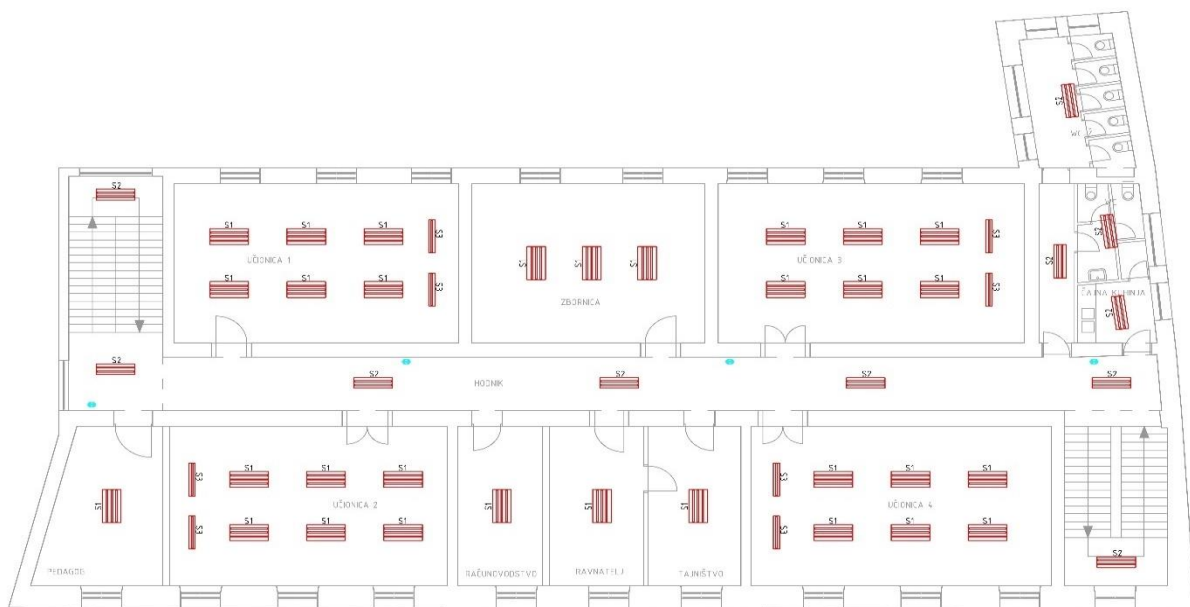 S2
WC
S2
S1
S1
S1
S3
UČIONICA 1
S1
S1
S1
S3
S1
S1
S1
ZBORNICA
S1
S1
S1
S3
UČIONICA 3
S1
S1
S1
S3
S2
S2
ČAJNA KUHINJA
S2
S2
S2
HODNIK
S2
S2
S2
S1
PEDAGOG
S3
S1
S1
S1
UČIONICA 2
S3
S1
S1
S1
S1
RAČUNOVODSTVO
S1
RAVNATELJ
S1
TAJNIŠTVO
S3
S1
S1
S1
UČIONICA 4
S3
S1
S1
S1
S2